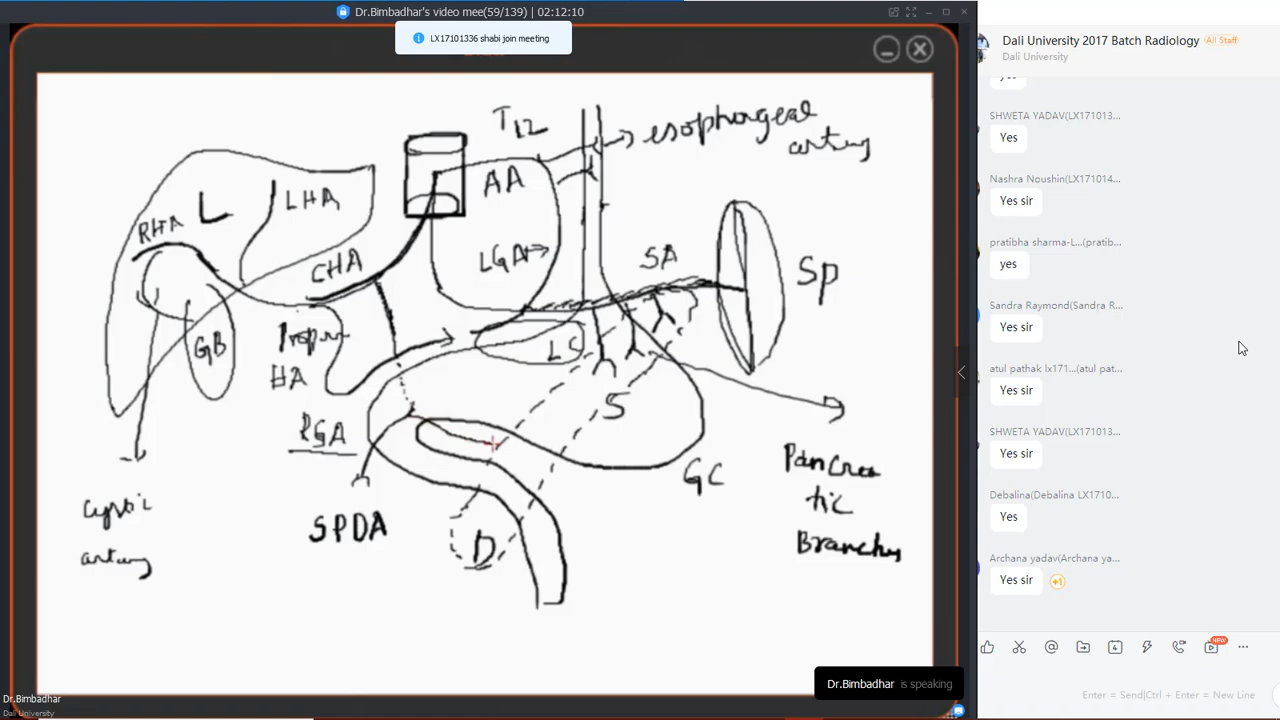 Dr.Bimbadhar's video mee(59/139) | 02:12:10
LX17101336 shabi join meeting
T12
esophageal
artery
AA
LHA
L
RHA
LGA
SA
CHA
Sp
GB
Proper
HA
LC
S
RGA
GC
Pancrea
tic
Branches
Cystic
artery
SPDA
D
Dr.Bimbadhar is speaking
Dr.Bimbadhar
Dali University
Dali University 2017 Batch Radiology All Staff
Dali University
yes
SHWETA YADAV(LX171013...
Yes
Nashra Noushin(LX171014...
Yes sir
pratibha sharma-L...(pratib...
yes
Sandra Raymond(Sandra R...
Yes sir
atul pathak lx171...(atul pat...
Yes sir
SHWETA YADAV(LX171013...
Yes sir
Debalina(Debalina LX1710...
Yes
Archana yadav(Archana ya...
Yes sir +1
4
NEW
Enter = Send|Ctrl + Enter = New Line